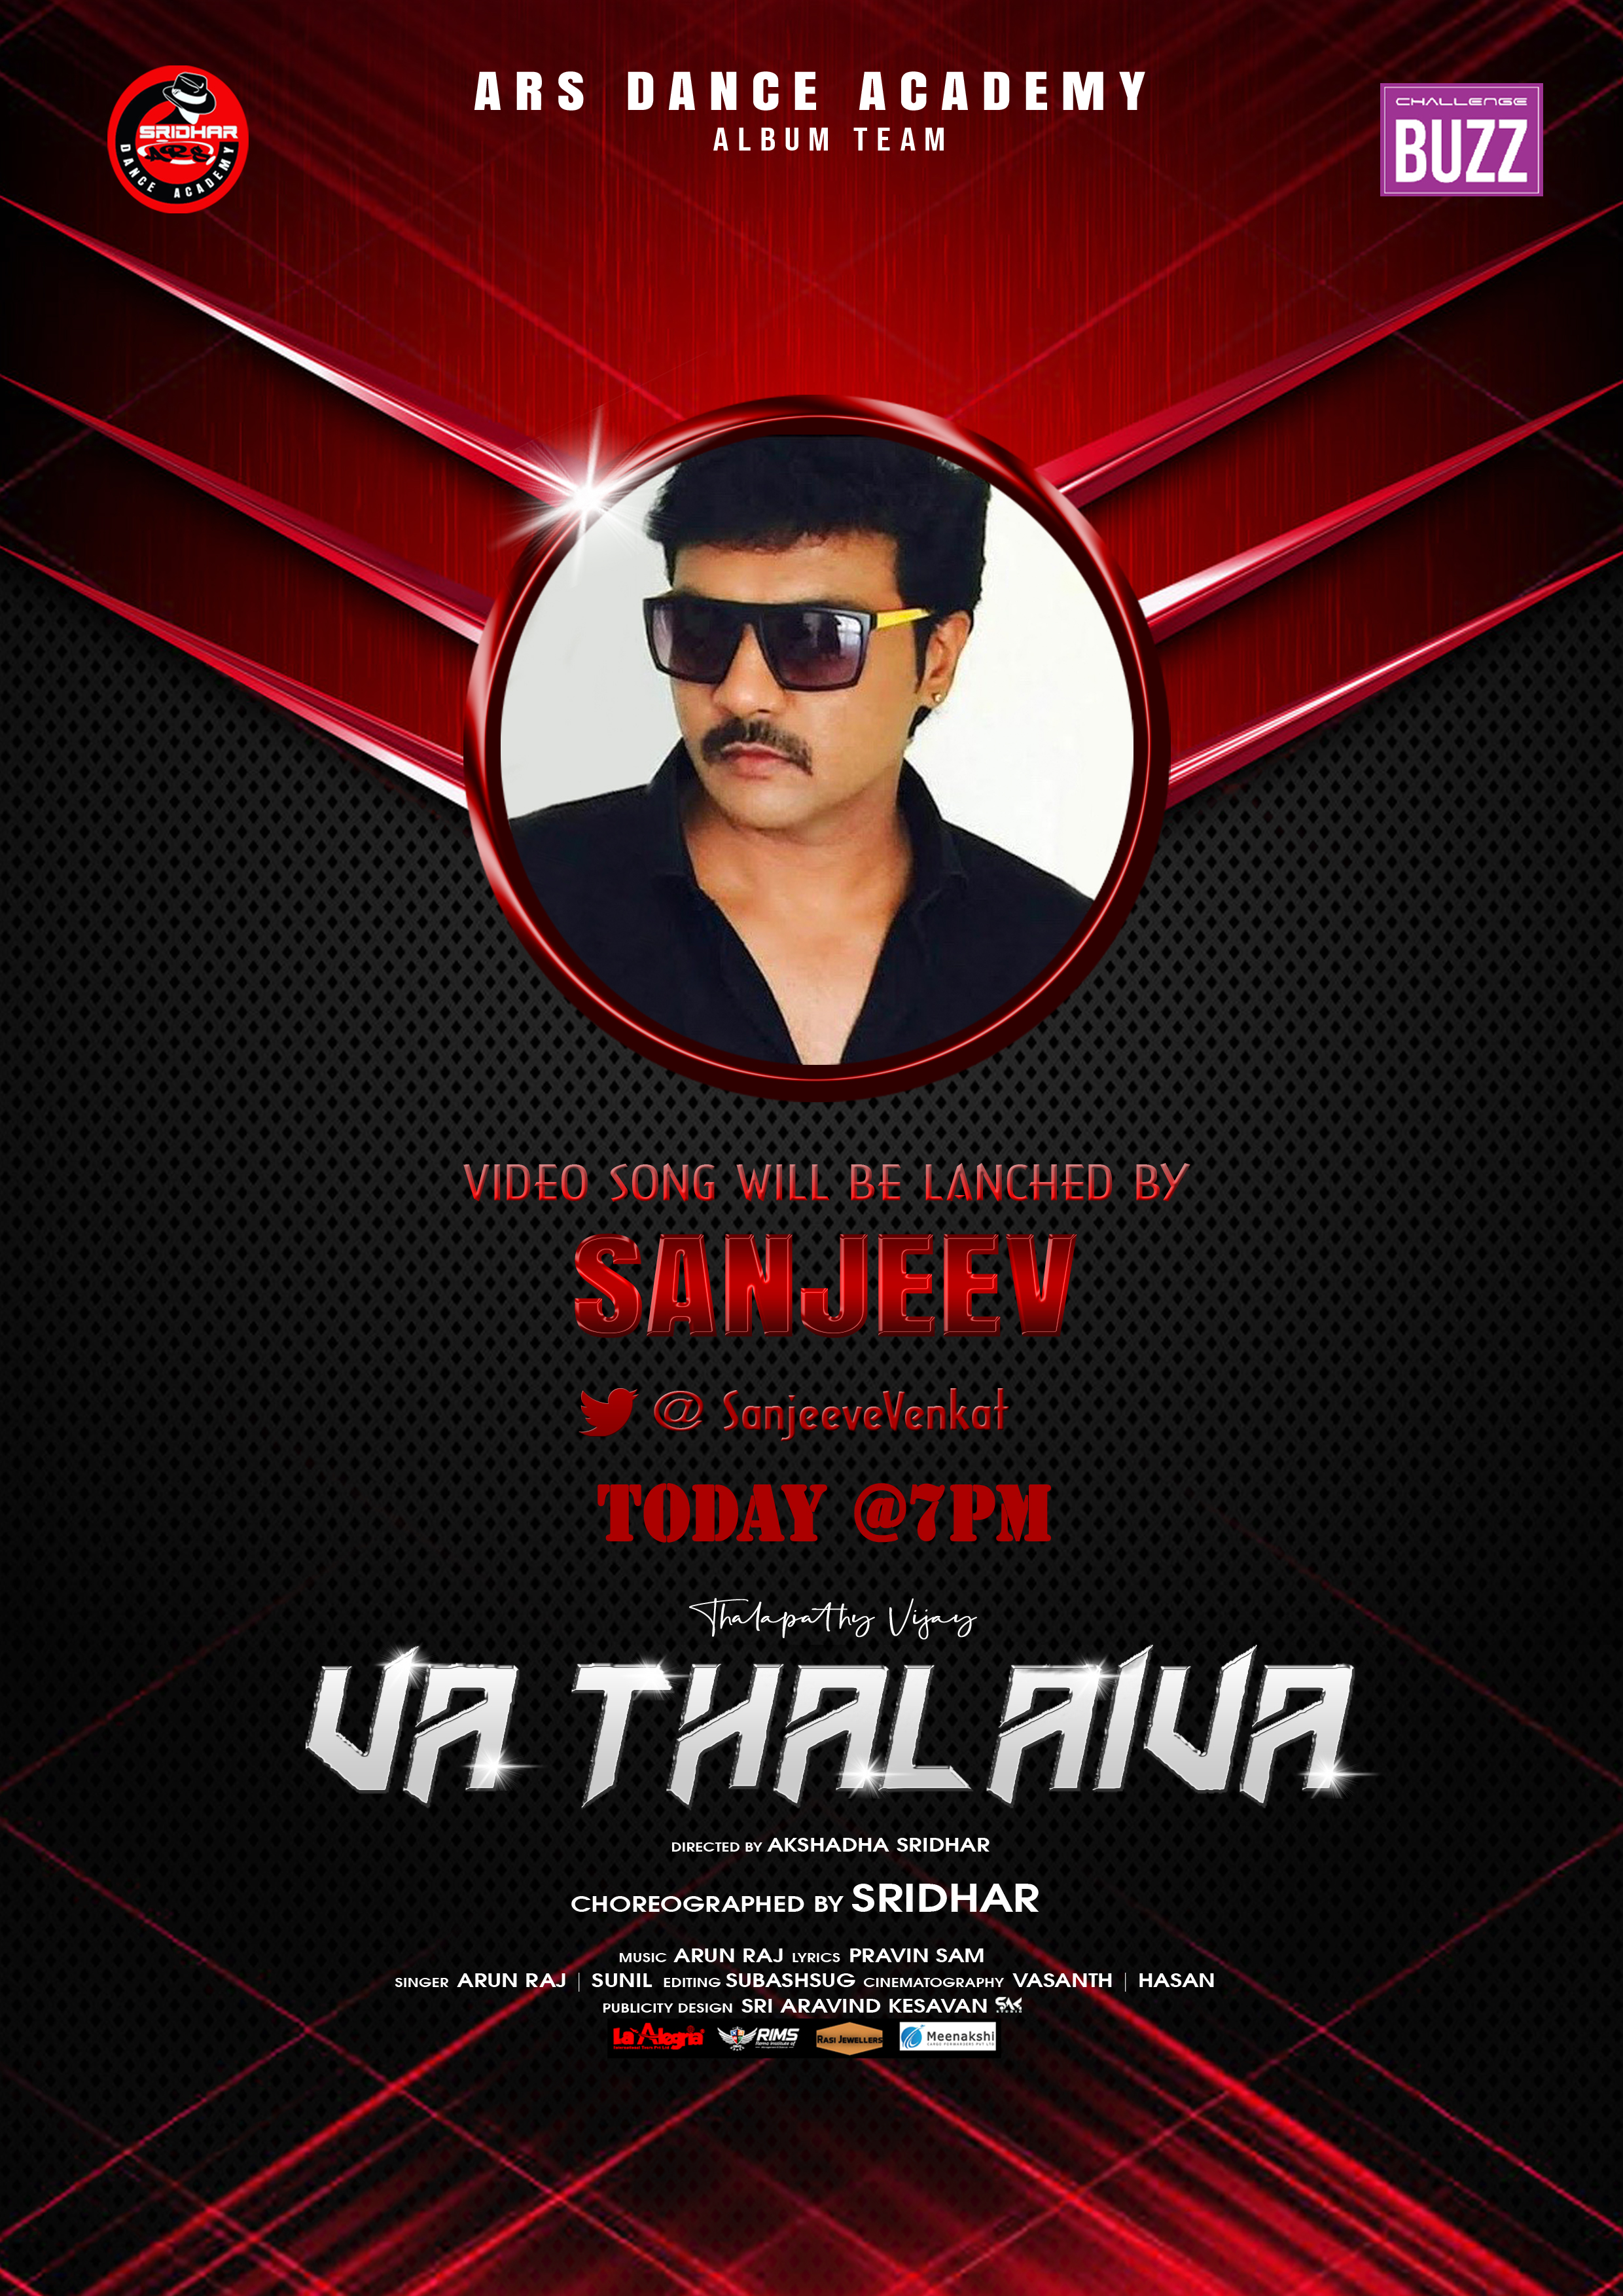 ARS DANCE ACADEMY
ALBUM TEAM
SRIDHAR
ARS
DANCE ACADEMY
CHALLENGE
BUZZ
VIDEO SONG WILL BE LANCHED BY
SANJEEV
@ SanjeeveVenkat
TODAY @7PM
Thalapathy Vijay
VA THALAIVA
DIRECTED BY AKSHADHA SRIDHAR
CHOREOGRAPHED BY SRIDHAR
MUSIC ARUN RAJ LYRICS PRAVIN SAM
SINGER ARUN RAJ | SUNIL EDITING SUBASHSUG CINEMATOGRAPHY VASANTH | HASAN
PUBLICITY DESIGN SRI ARAVIND KESAVAN
La Alegria RIMS RASI JEWELLERS Meenakshi